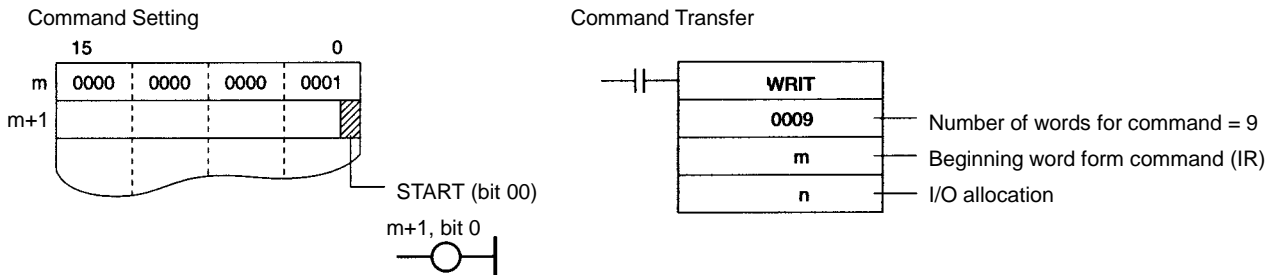 Command Setting
15 0
m 0000 0000 0000 0001
m+1
START (bit 00)
m+1, bit 0
Command Transfer
WRIT
0009 Number of words for command = 9
m Beginning word form command (IR)
n I/O allocation